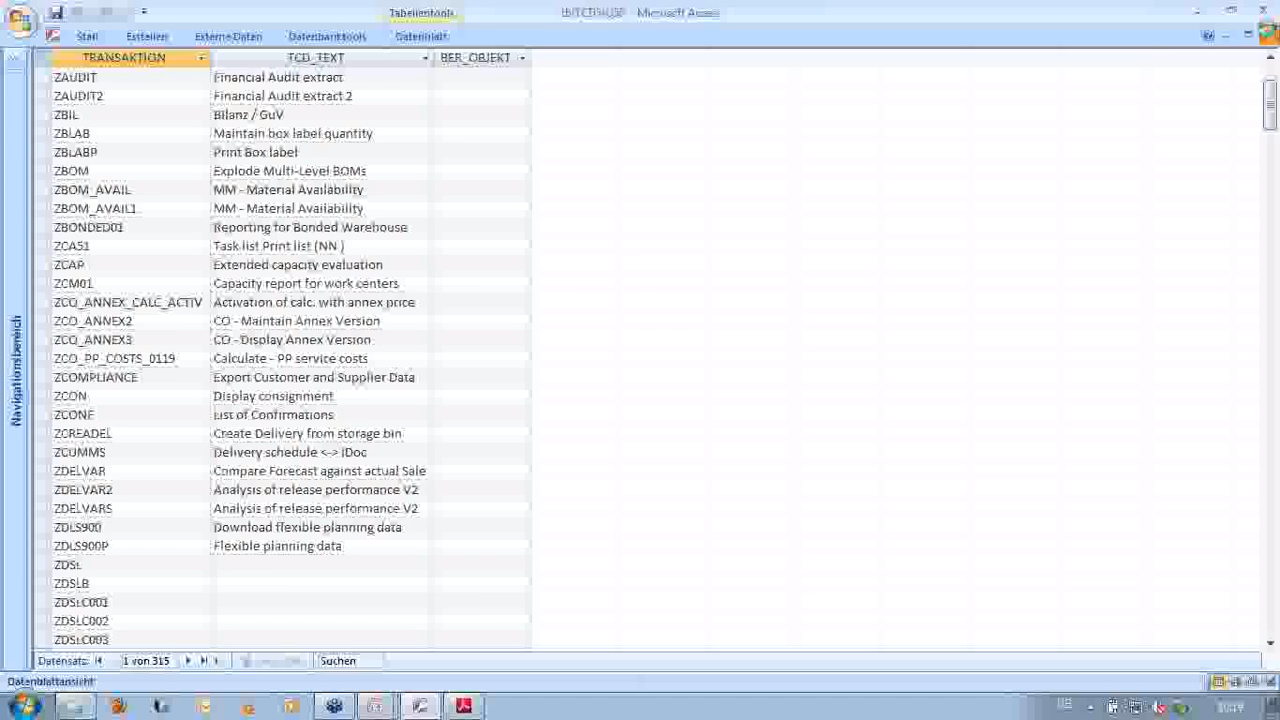 Tabellentools
Microsoft Access
Start Erstellen Externe Daten Datenbanktools Datenblatt
TRANSAKTION TCD_TEXT BER_OBJEKT
ZAUDIT Financial Audit extract
ZAUDIT2 Financial Audit extract 2
ZBIL Bilanz / GuV
ZBLAB Maintain box label quantity
ZBLABP Print Box label
ZBOM Explode Multi-Level BOMs
ZBOM_AVAIL MM - Material Availability
ZBOM_AVAIL1 MM - Material Availability
ZBONDED01 Reporting for Bonded Warehouse
ZCA51 Task list Print list (NN )
ZCAP Extended capacity evaluation
ZCM01 Capacity report for work centers
ZCO_ANNEX_CALC_ACTIV Activation of calc. with annex price
ZCO_ANNEX2 CO - Maintain Annex Version
ZCO_ANNEX3 CO - Display Annex Version
ZCO_PP_COSTS_0119 Calculate - PP service costs
ZCOMPLIANCE Export Customer and Supplier Data
ZCON Display consignment
ZCONF List of Confirmations
ZCREADEL Create Delivery from storage bin
ZCUMMS Delivery schedule <-> IDoc
ZDELVAR Compare Forecast against actual Sale
ZDELVAR2 Analysis of release performance V2
ZDELVARS Analysis of release performance V2
ZDLS900 Download flexible planning data
ZDLS900P Flexible planning data
ZDSL
ZDSLB
ZDSLC001
ZDSLC002
ZDSLC003
Navigationsbereich
Datensatz: 1 von 315 Suchen
Datenblattansicht